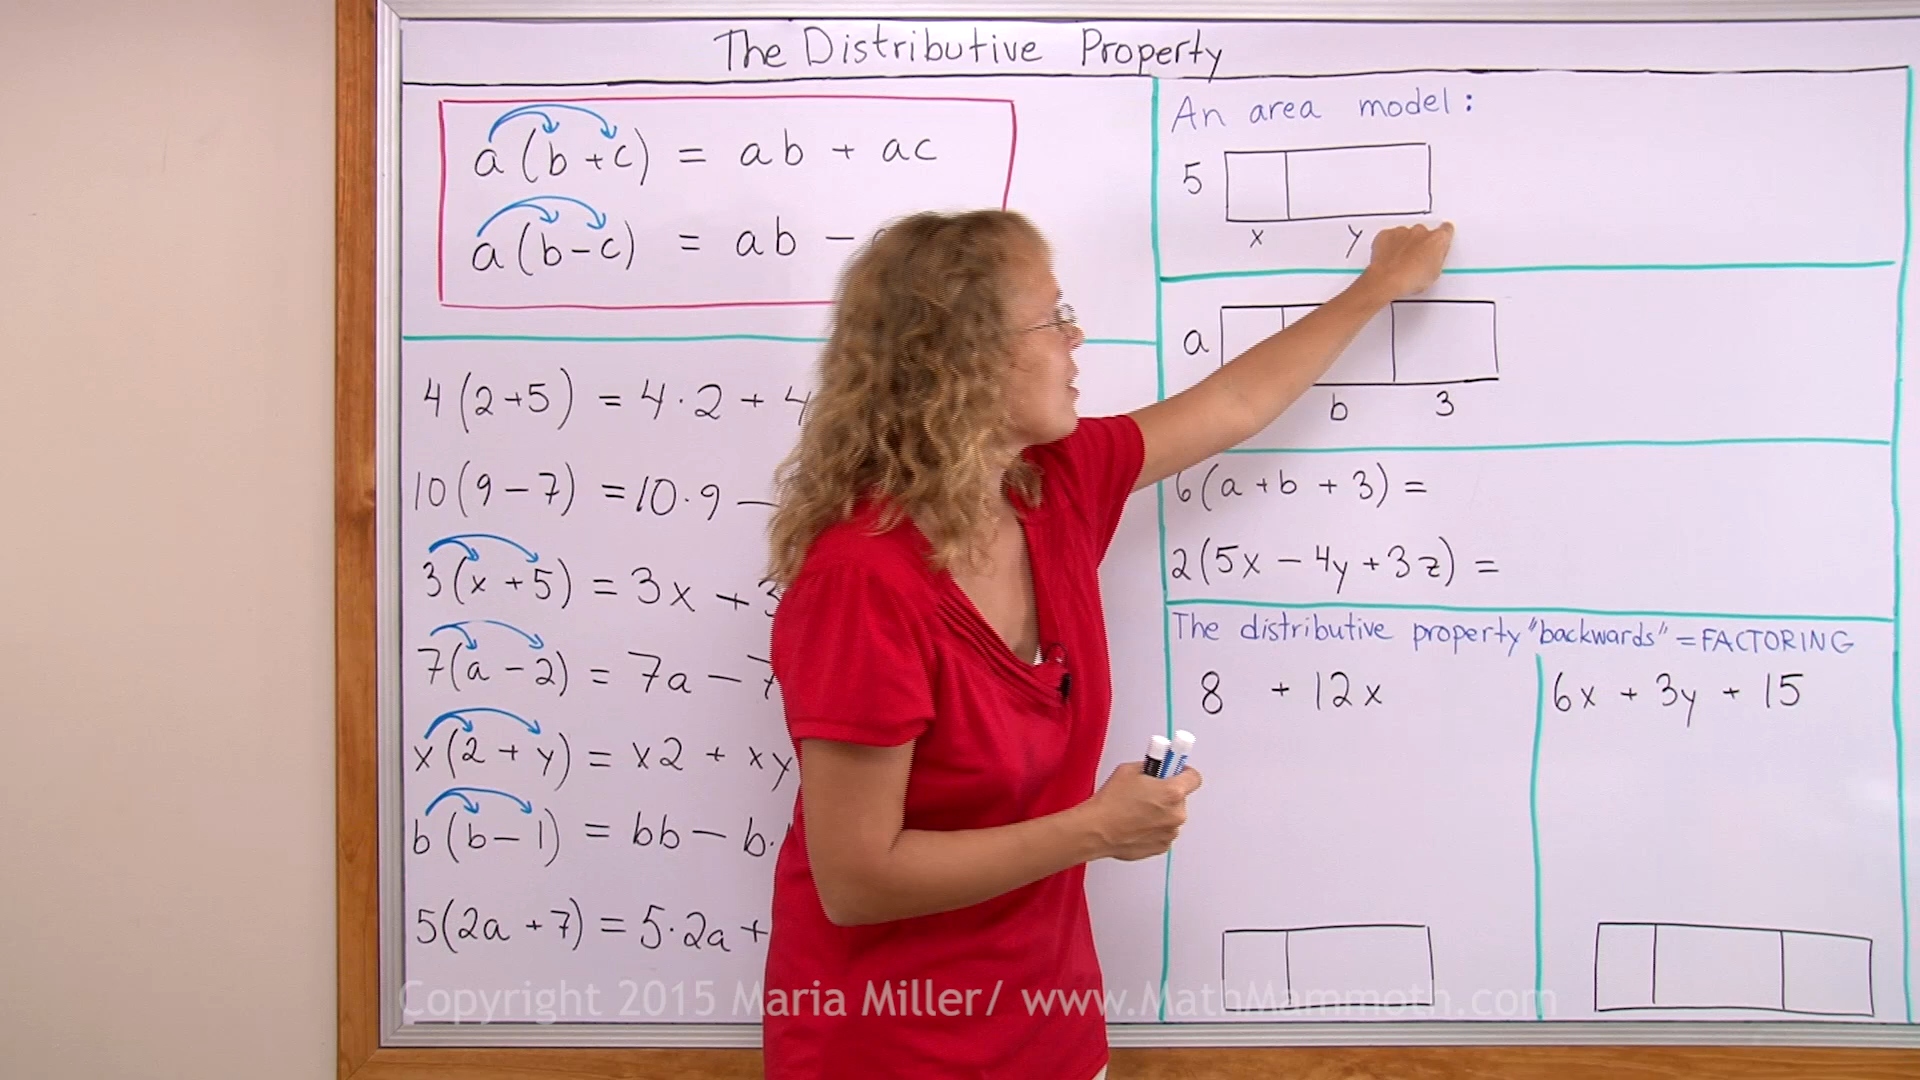 The Distributive Property
a(b+c) = ab + ac
a(b-c) = ab -
4(2+5) = 4·2 + 4
10(9-7) = 10·9 -
3(x+5) = 3x + 3
7(a-2) = 7a - 7
x(2+y) = x2 + xy
b(b-1) = bb - b·
5(2a+7) = 5·2a +
An area model:
5
x y
a
b 3
6(a+b+3) =
2(5x-4y+3z) =
The distributive property "backwards" = FACTORING
8 + 12x
6x + 3y + 15
Copyright 2015 Maria Miller/ www.MathMammoth.com